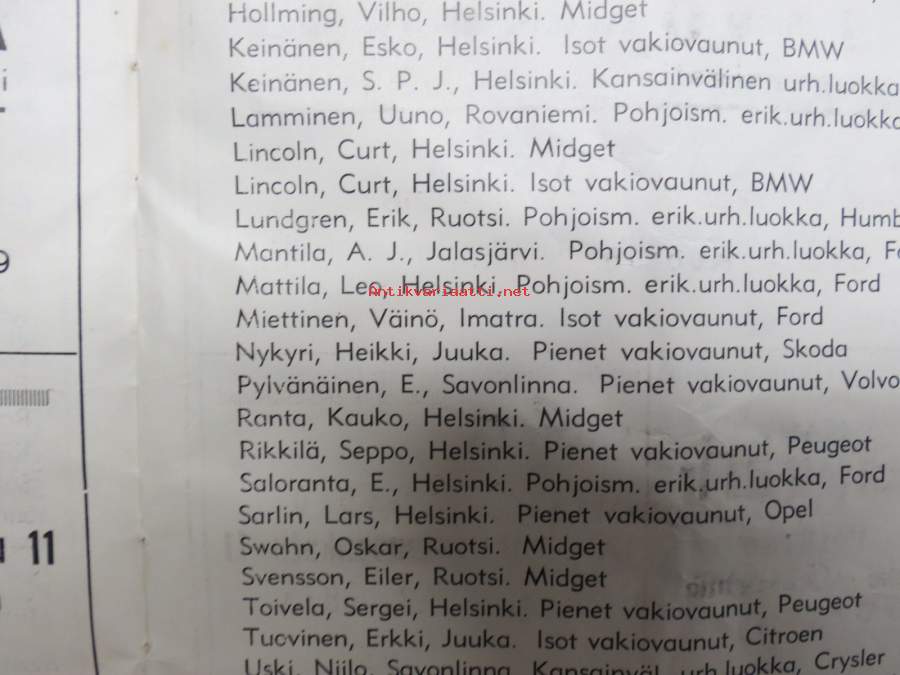 Hollming, Vilho, Helsinki. Midget
Keinänen, Esko, Helsinki. Isot vakiovaunut, BMW
Keinänen, S. P. J., Helsinki. Kansainvälinen urh.luokka
Lamminen, Uuno, Rovaniemi. Pohjoism. erik.urh.luokka
Lincoln, Curt, Helsinki. Midget
Lincoln, Curt, Helsinki. Isot vakiovaunut, BMW
Lundgren, Erik, Ruotsi. Pohjoism. erik.urh.luokka, Humb
Mantila, A. J., Jalasjärvi. Pohjoism. erik.urh.luokka, Fo
Mattila, Leo, Helsinki. Pohjoism. erik.urh.luokka, Ford
Antikvariaatti.net
Miettinen, Väinö, Imatra. Isot vakiovaunut, Ford
Nykyri, Heikki, Juuka. Pienet vakiovaunut, Skoda
Pylvänäinen, E., Savonlinna. Pienet vakiovaunut, Volvo
Ranta, Kauko, Helsinki. Midget
Rikkilä, Seppo, Helsinki. Pienet vakiovaunut, Peugeot
Saloranta, E., Helsinki. Pohjoism. erik.urh.luokka, Ford
Sarlin, Lars, Helsinki. Pienet vakiovaunut, Opel
Swahn, Oskar, Ruotsi. Midget
Svensson, Eiler, Ruotsi. Midget
Toivela, Sergei, Helsinki. Pienet vakiovaunut, Peugeot
Tuovinen, Erkki, Juuka. Isot vakiovaunut, Citroen
Uski, Niilo, Savonlinna. Kansainväl. urh.luokka, Crysler
9
11